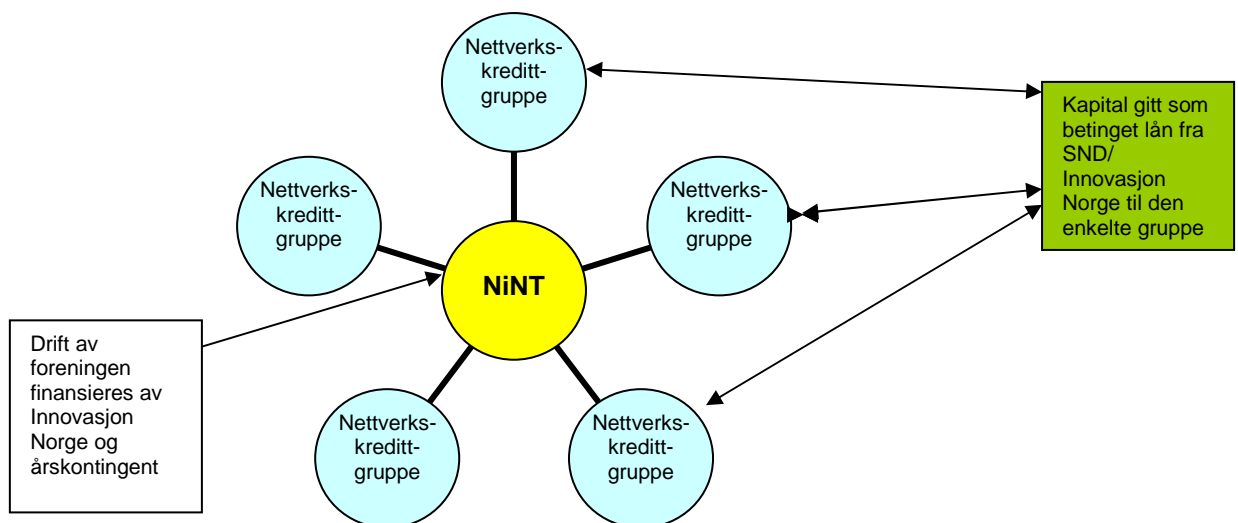 Nettverks-
kreditt-
gruppe
Kapital gitt som
betinget lån fra
SND/
Innovasjon
Norge til den
enkelte gruppe
Nettverks-
kreditt-
gruppe
Nettverks-
kreditt-
gruppe
NiNT
Drift av
foreningen
finansieres av
Innovasjon
Norge og
årskontingent
Nettverks-
kreditt-
gruppe
Nettverks-
kreditt-
gruppe